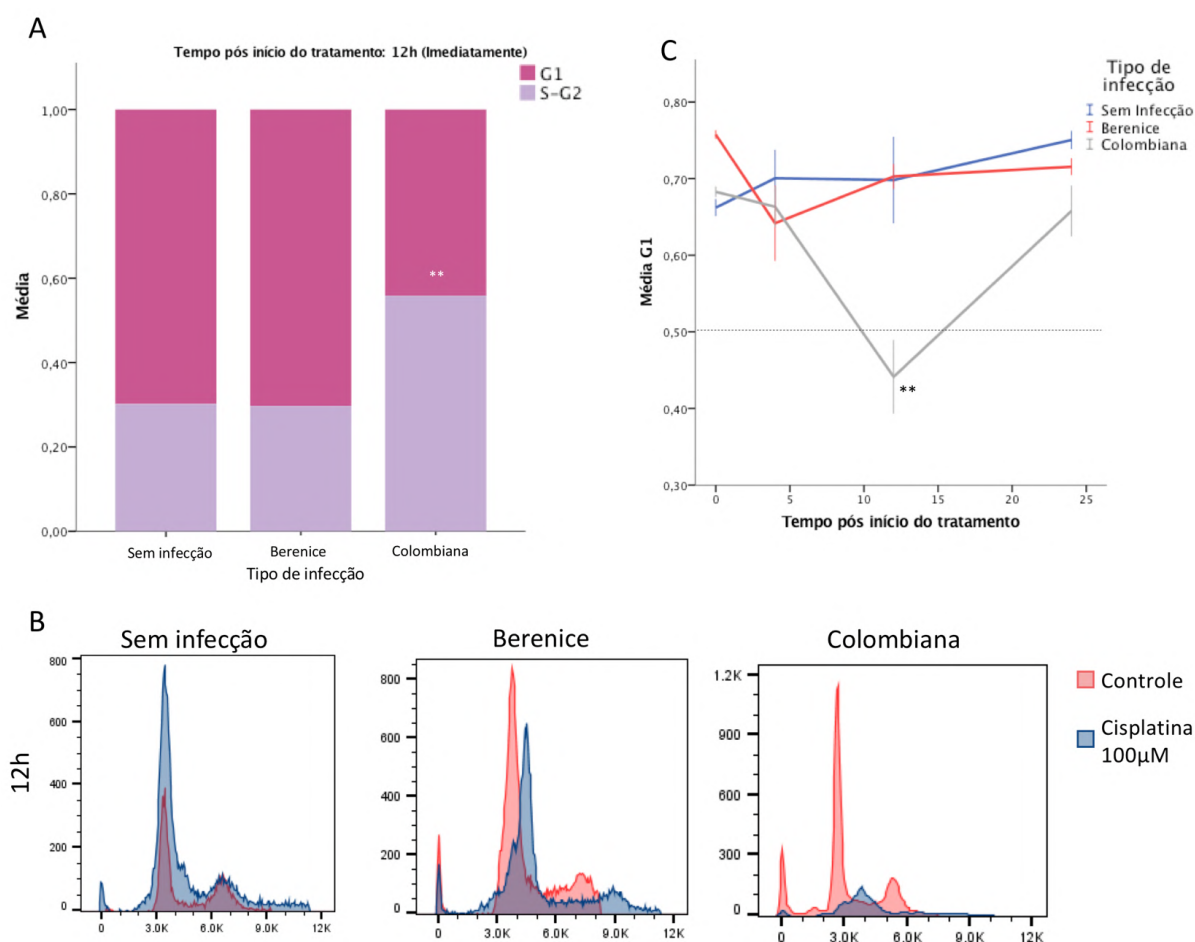 A
Tempo pós início do tratamento: 12h (Imediatamente)
G1
S-G2
1,00
0,80
0,60
0,40
0,20
0,00
Média
**
Sem infecção
Berenice
Colombiana
Tipo de infecção
C
Tipo de
infecção
Sem Infecção
Berenice
Colombiana
0,80
0,70
0,60
0,50
0,40
0,30
Média G1
**
0
5
10
15
20
25
Tempo pós início do tratamento
B
12h
Sem infecção
800
600
400
200
0
0
3.0K
6.0K
9.0K
12K
Berenice
800
600
400
200
0
0
3.0K
6.0K
9.0K
12K
Colombiana
1.2K
900
600
300
0
0
3.0K
6.0K
9.0K
12K
Controle
Cisplatina
100µM